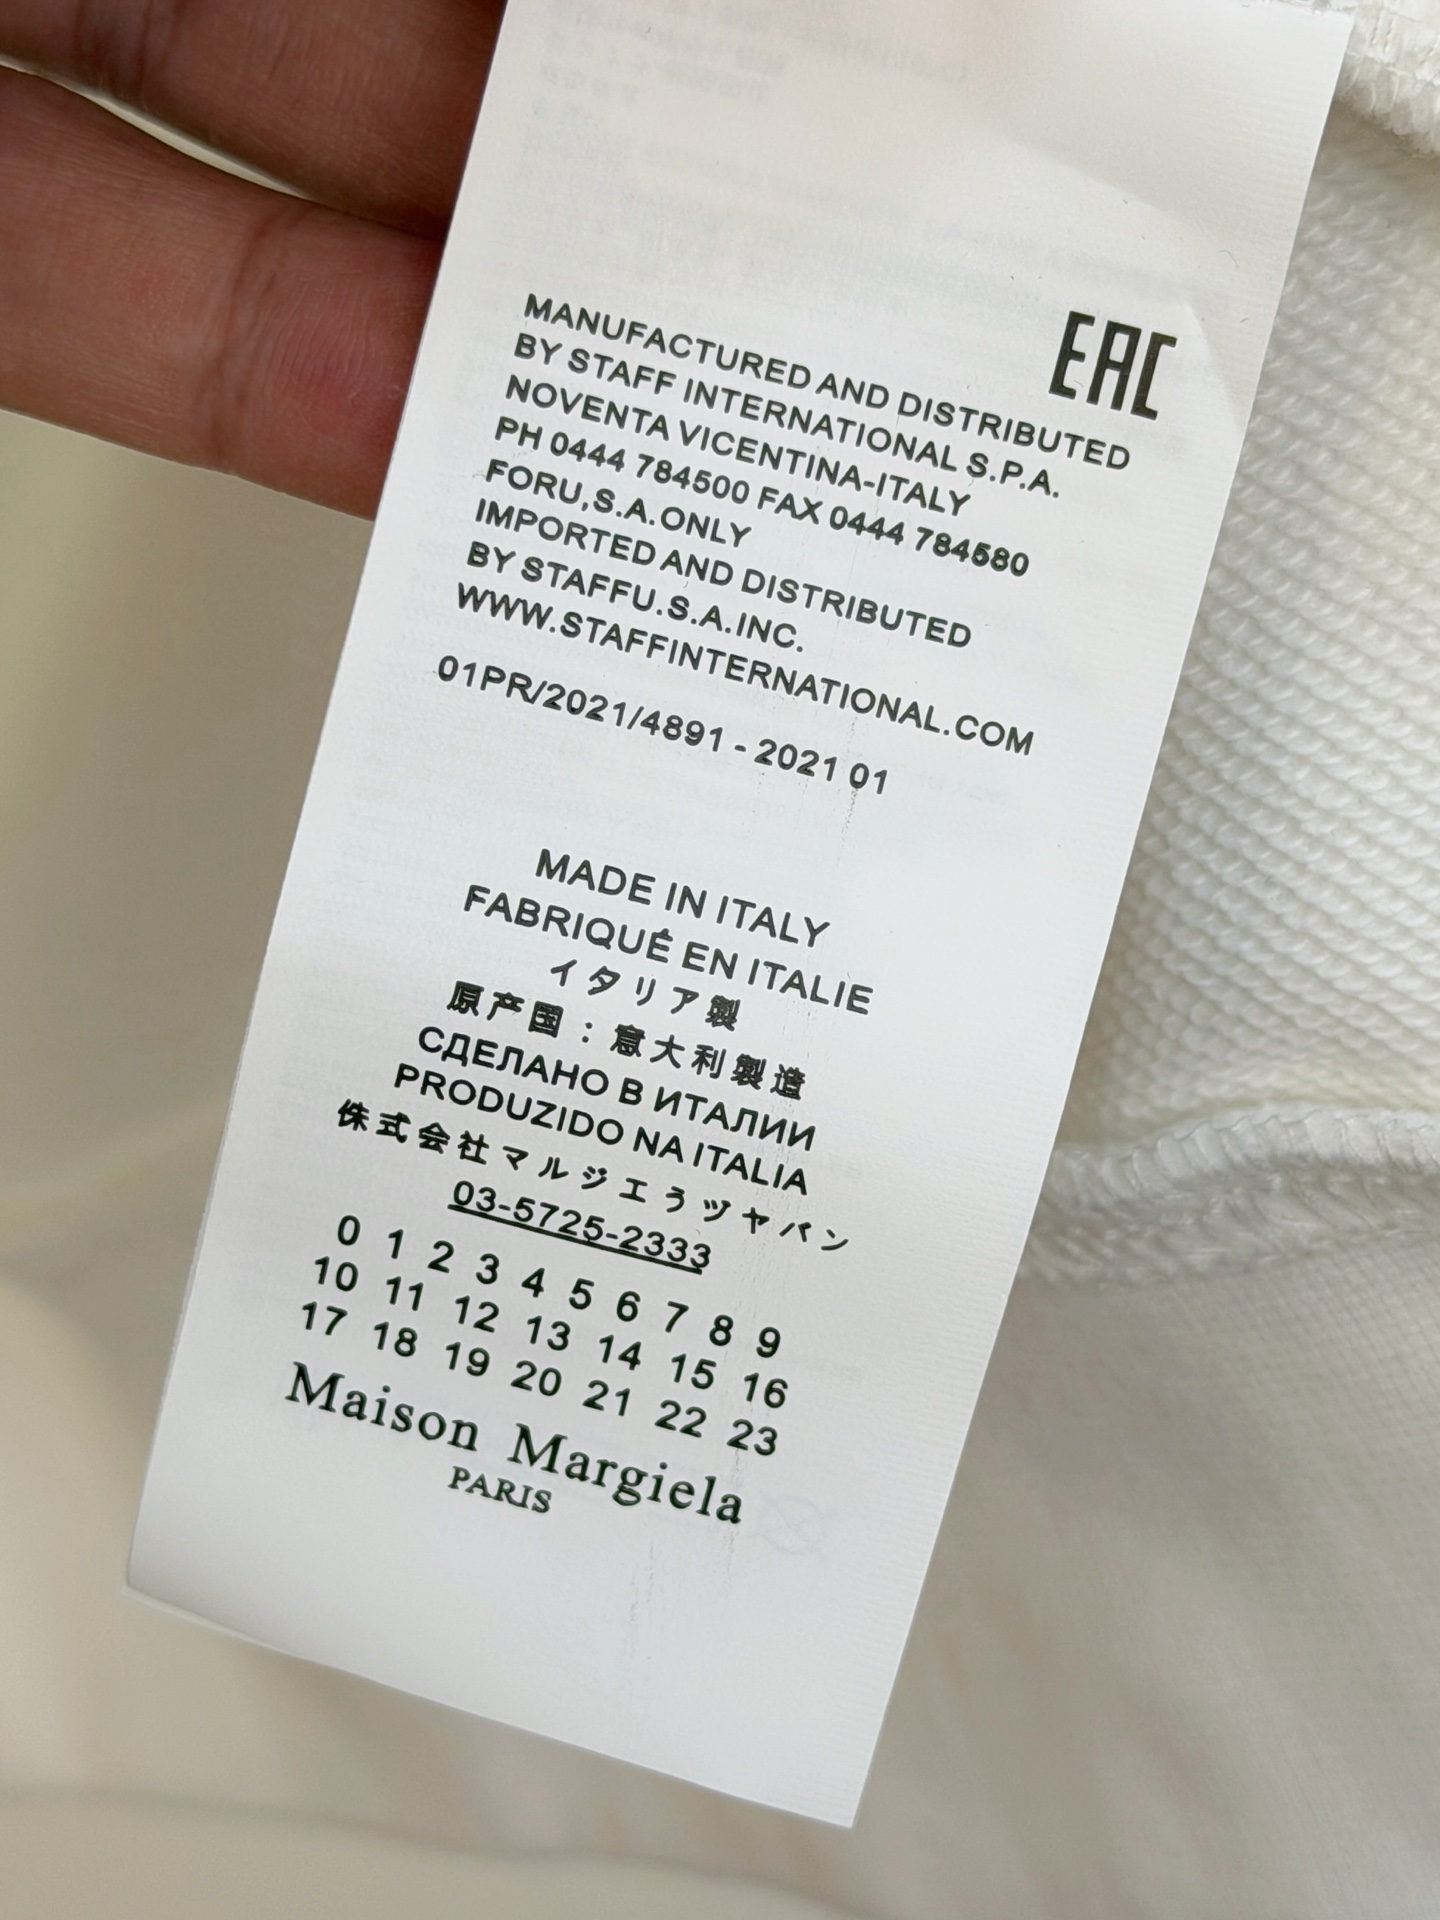 EAC
MANUFACTURED AND DISTRIBUTED
BY STAFF INTERNATIONAL S.P.A.
NOVENTA VICENTINA-ITALY
PH 0444 784500 FAX 0444 784580
FORU,S.A.ONLY
IMPORTED AND DISTRIBUTED
BY STAFFU.S.A.INC.
WWW.STAFFINTERNATIONAL.COM
01PR/2021/4891 - 2021 01
MADE IN ITALY
FABRIQUÉ EN ITALIE
イタリア製
原产国：意大利製造
СДЕЛАНО В ИТАЛИИ
PRODUZIDO NA ITALIA
侏式会社マルジエうヅャパン
03-5725-2333
0 1 2 3 4 5 6 7 8 9
10 11 12 13 14 15 16
17 18 19 20 21 22 23
Maison Margiela
PARIS